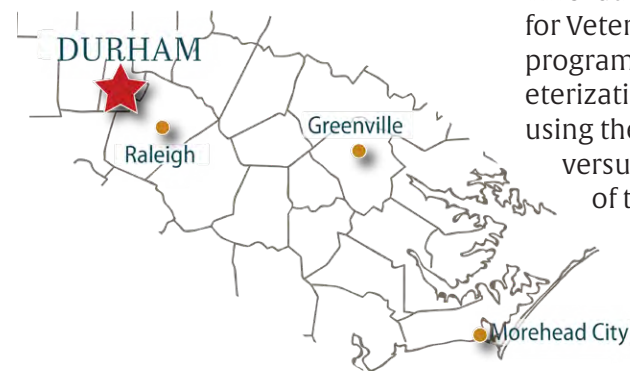 for Veter
program
eterizati
using the
versu
of t
DURHAM
Raleigh
Greenville
Morehead City